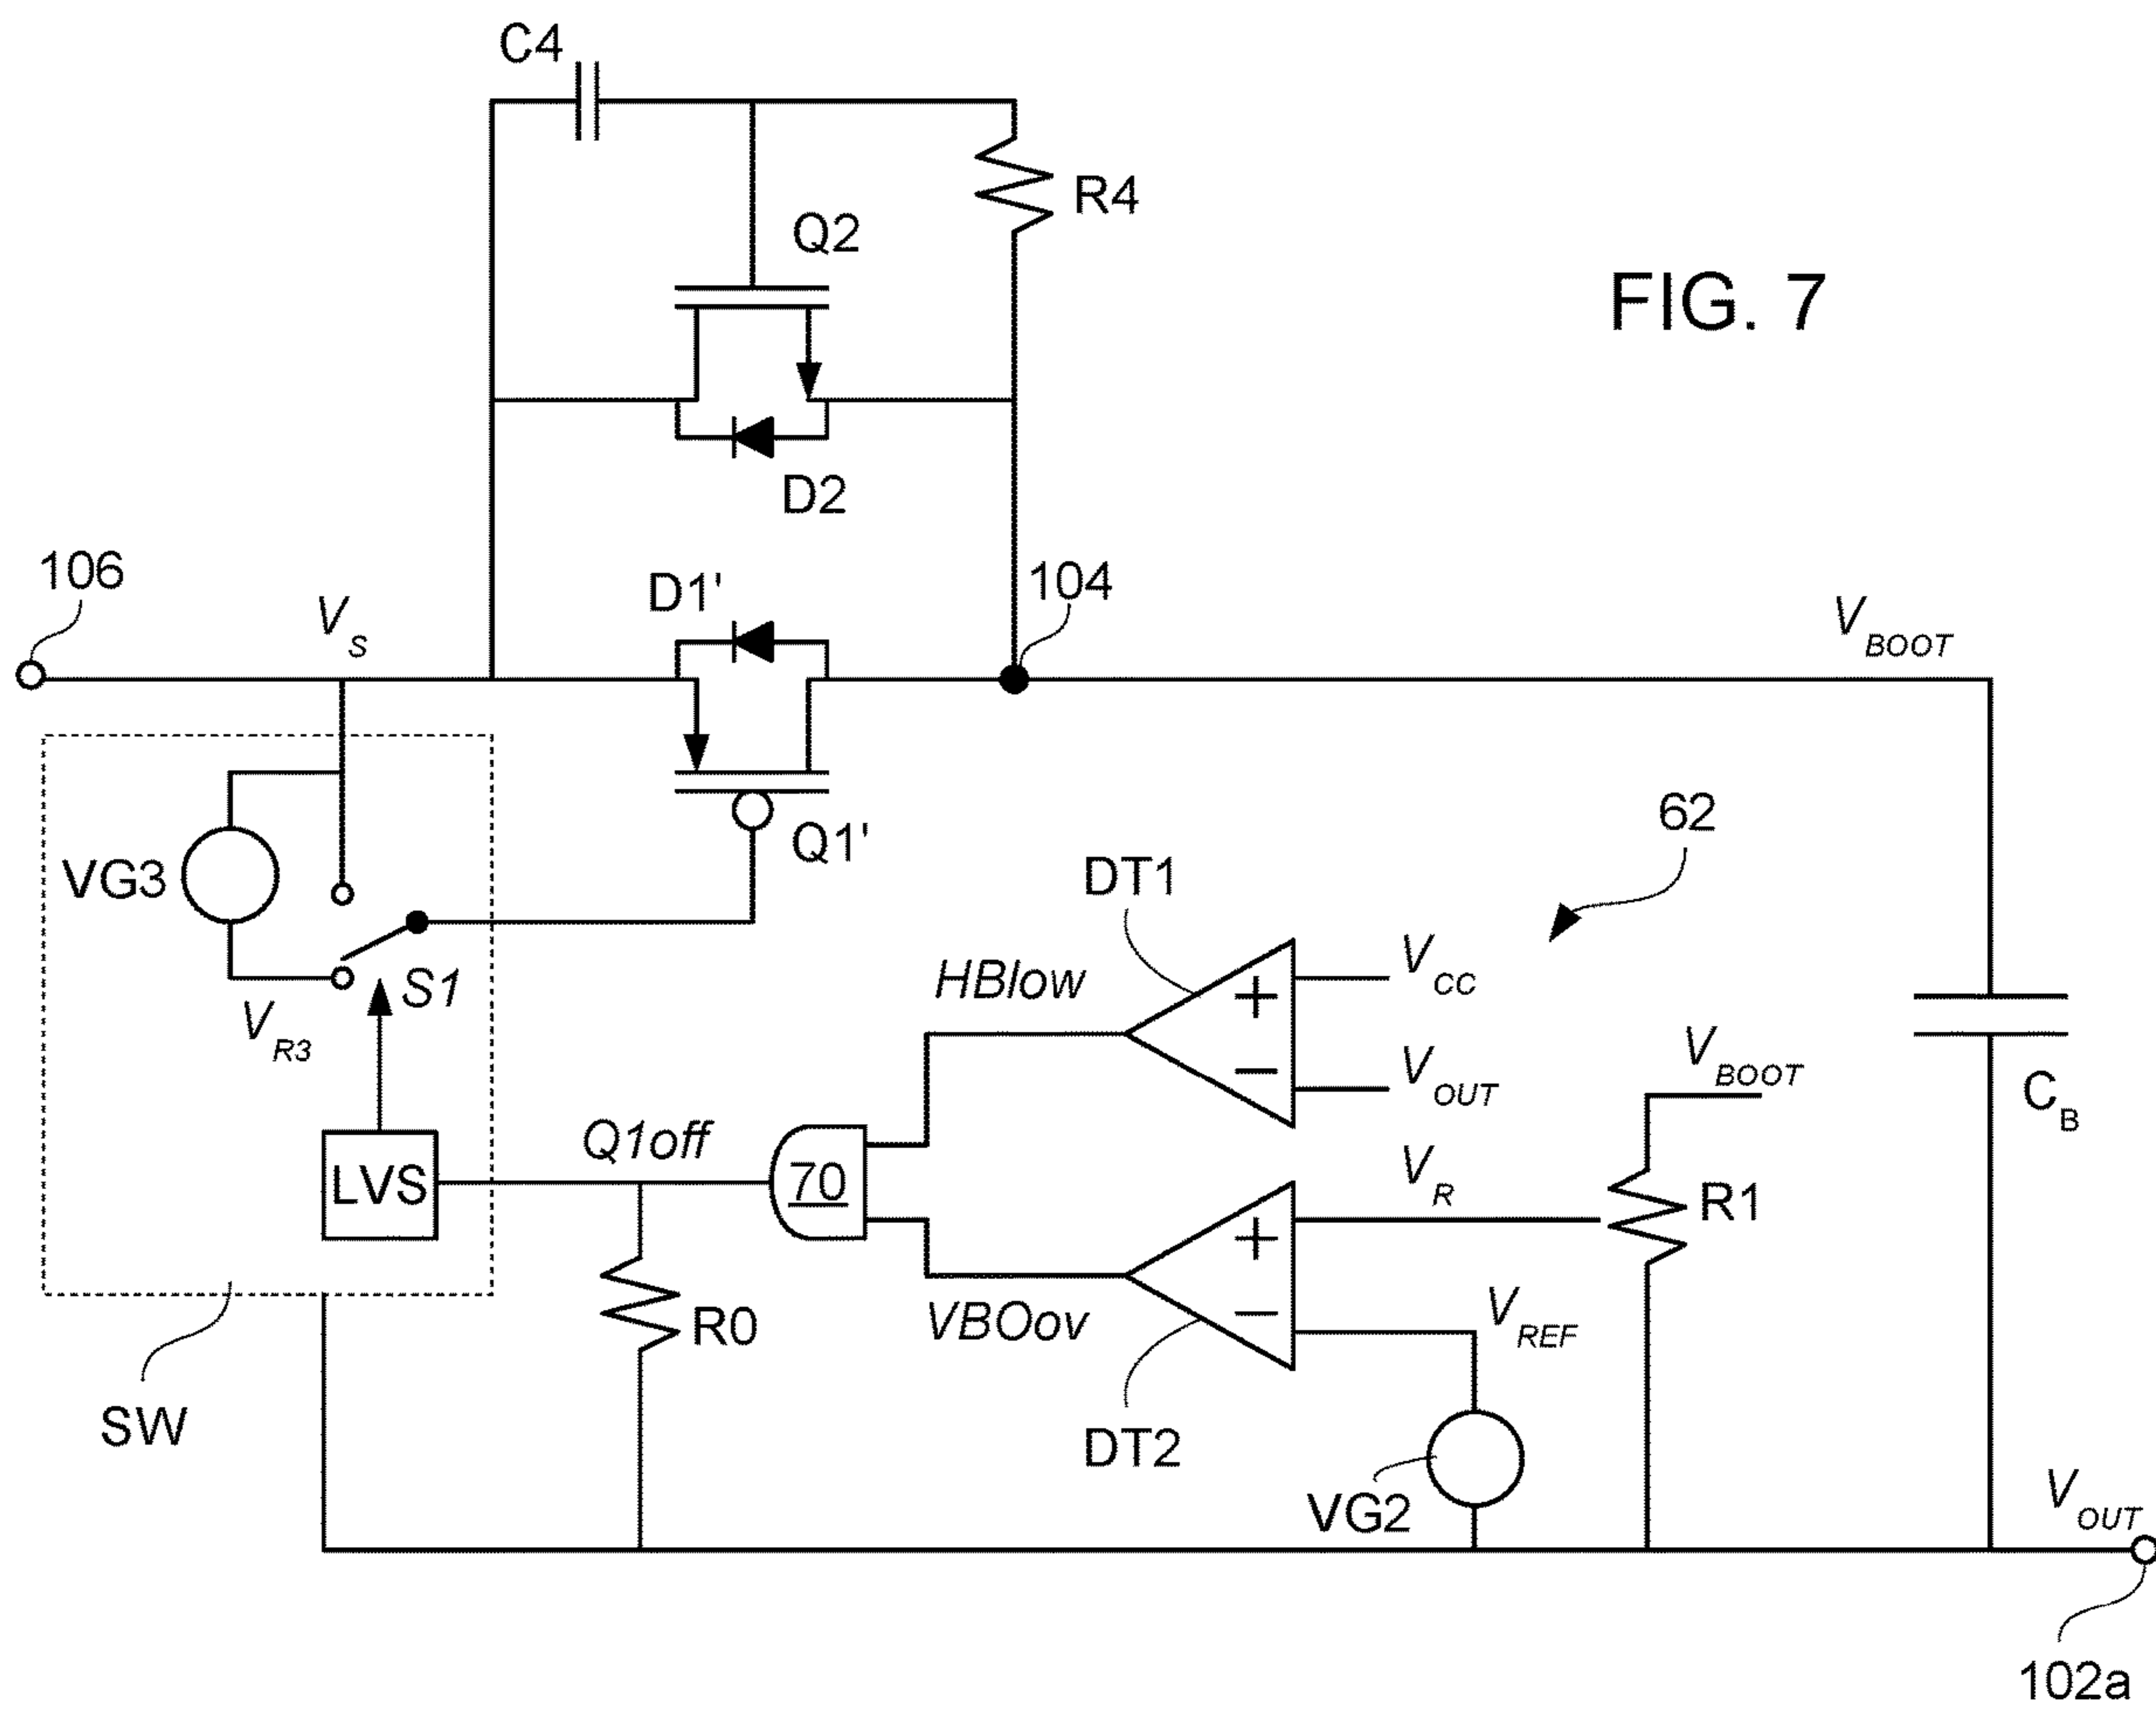 C4
R4
Q2
FIG. 7
D2
106
D1'
104
V_S
V_BOOT
VG3
Q1'
62
DT1
S1
HBlow
V_CC
V_R3
V_OUT
V_BOOT
C_B
Q1off
LVS
70
V_R
R1
R0
VBOov
V_REF
SW
DT2
VG2
V_OUT
102a